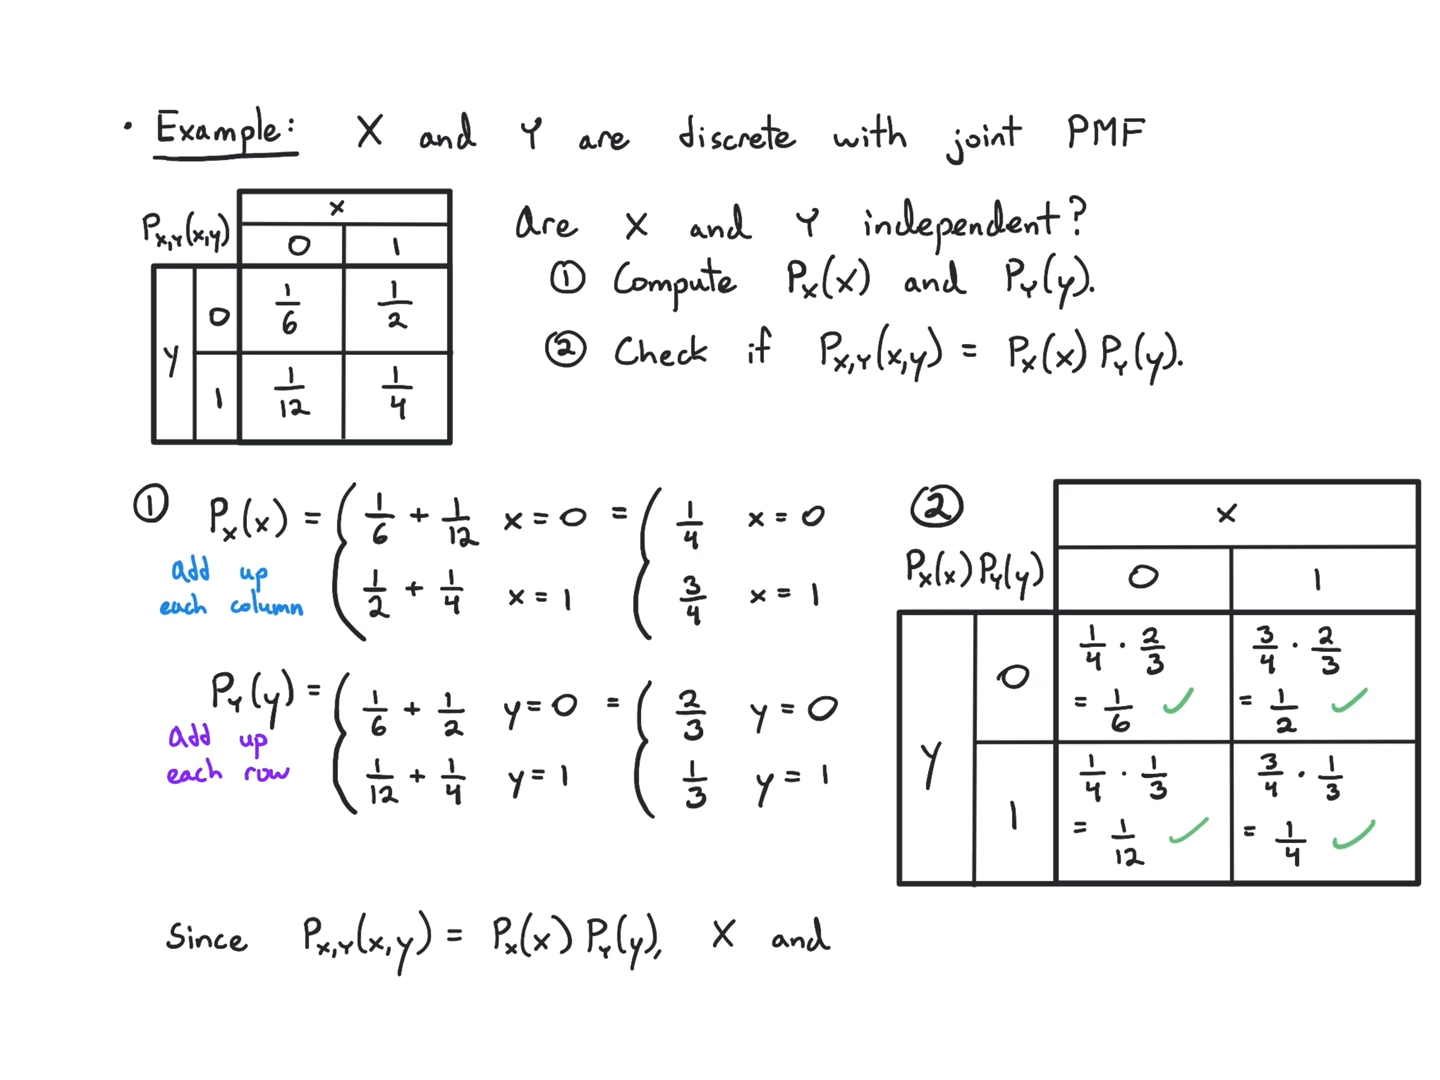 • Example: X and Y are discrete with joint PMF
P_{X,Y}(x,y)
x
0 1
y
0 1/6 1/2
1 1/12 1/4
Are X and Y independent?
① Compute P_X(x) and P_Y(y).
② Check if P_{X,Y}(x,y) = P_X(x) P_Y(y).
① P_X(x) = { 1/6 + 1/12 x = 0 = { 1/4 x = 0
1/2 + 1/4 x = 1 3/4 x = 1
add up
each column
P_Y(y) = { 1/6 + 1/2 y = 0 = { 2/3 y = 0
1/12 + 1/4 y = 1 1/3 y = 1
add up
each row
②
P_X(x) P_Y(y)
x
0 1
y
0 1/4 · 2/3 3/4 · 2/3
= 1/6 ✓ = 1/2 ✓
1 1/4 · 1/3 3/4 · 1/3
= 1/12 ✓ = 1/4 ✓
Since P_{X,Y}(x,y) = P_X(x) P_Y(y), X and